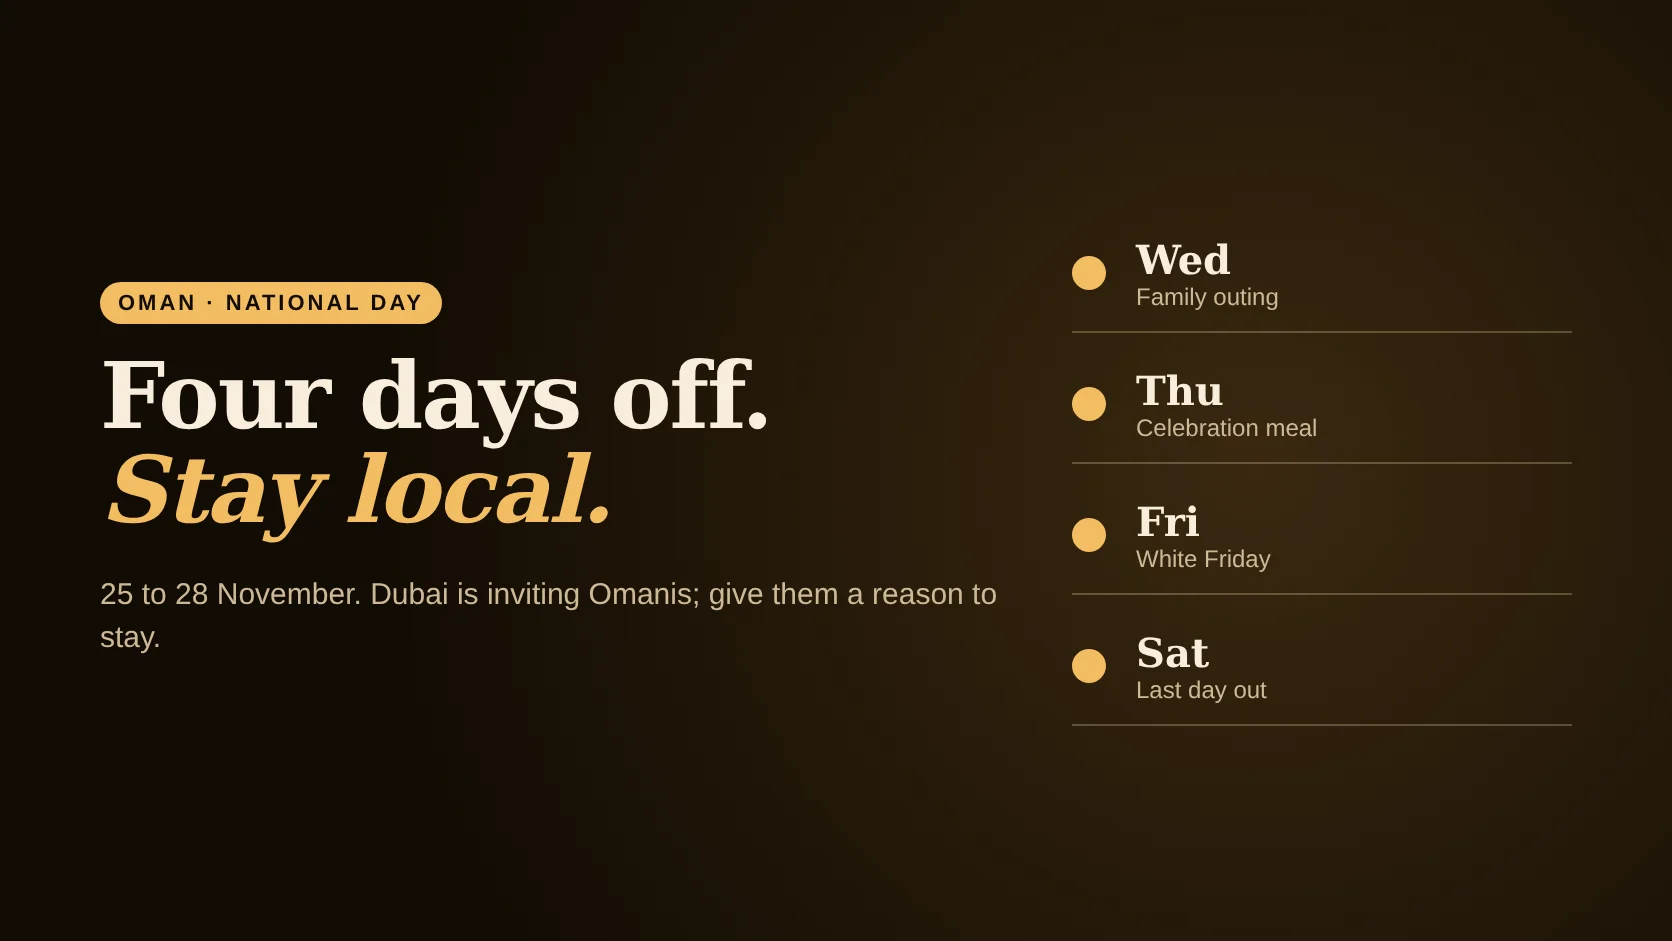 OMAN · NATIONAL DAY
Four days off.
Stay local.
25 to 28 November. Dubai is inviting Omanis; give them a reason to
stay.
Wed
Family outing
Thu
Celebration meal
Fri
White Friday
Sat
Last day out